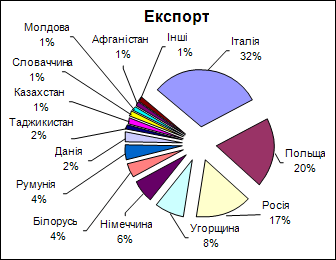 Експорт
Італія
32%
Польща
20%
Росія
17%
Угорщина
8%
Німеччина
6%
Білорусь
4%
Румунія
4%
Данія
2%
Таджикистан
2%
Казахстан
1%
Словаччина
1%
Молдова
1%
Афганістан
1%
Інші
1%